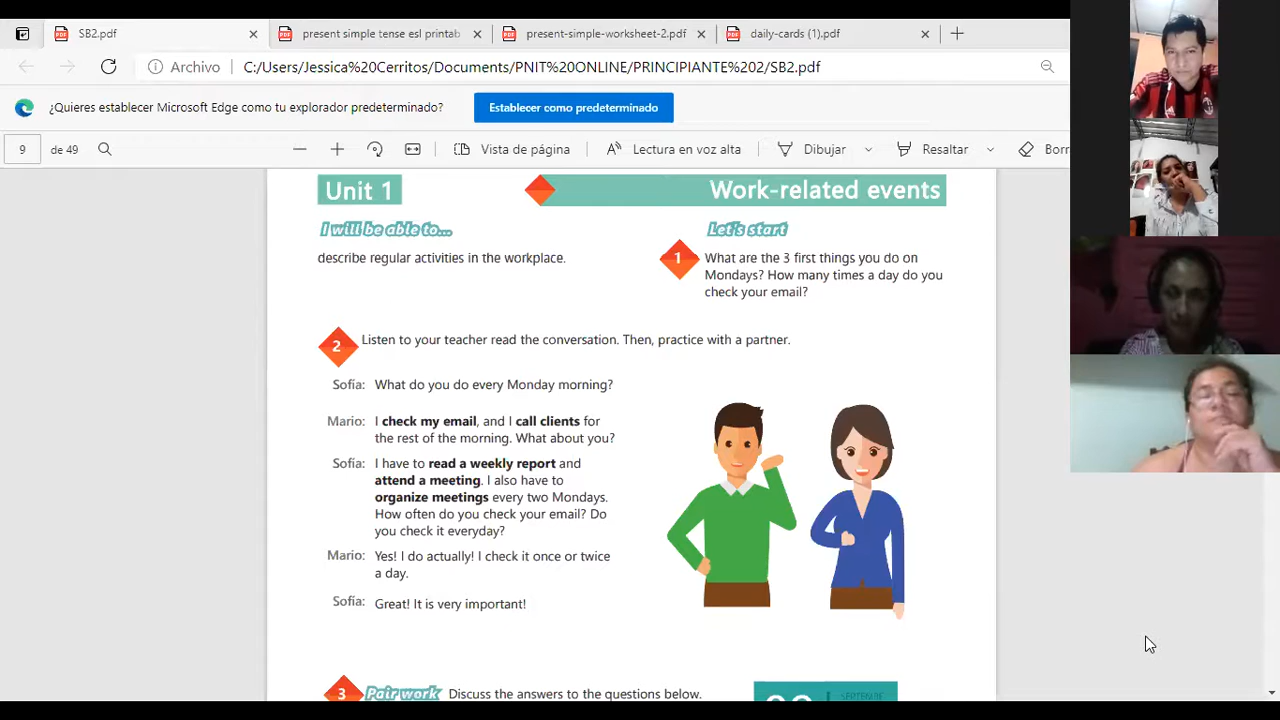 SB2.pdf
present simple tense esl printab
present-simple-worksheet-2.pdf
daily-cards (1).pdf
Archivo
C:/Users/Jessica%20Cerritos/Documents/PNIT%20ONLINE/PRINCIPIANTE%202/SB2.pdf
¿Quieres establecer Microsoft Edge como tu explorador predeterminado?
Establecer como predeterminado
9
de 49
Vista de página
Lectura en voz alta
Dibujar
Resaltar
Borr
Unit 1
Work-related events
I will be able to...
describe regular activities in the workplace.
Let's start
1
What are the 3 first things you do on
Mondays? How many times a day do you
check your email?
2
Listen to your teacher read the conversation. Then, practice with a partner.
Sofía: What do you do every Monday morning?
Mario: I check my email, and I call clients for
the rest of the morning. What about you?
Sofía: I have to read a weekly report and
attend a meeting. I also have to
organize meetings every two Mondays.
How often do you check your email? Do
you check it everyday?
Mario: Yes! I do actually! I check it once or twice
a day.
Sofía: Great! It is very important!
3
Pair work
Discuss the answers to the questions below.